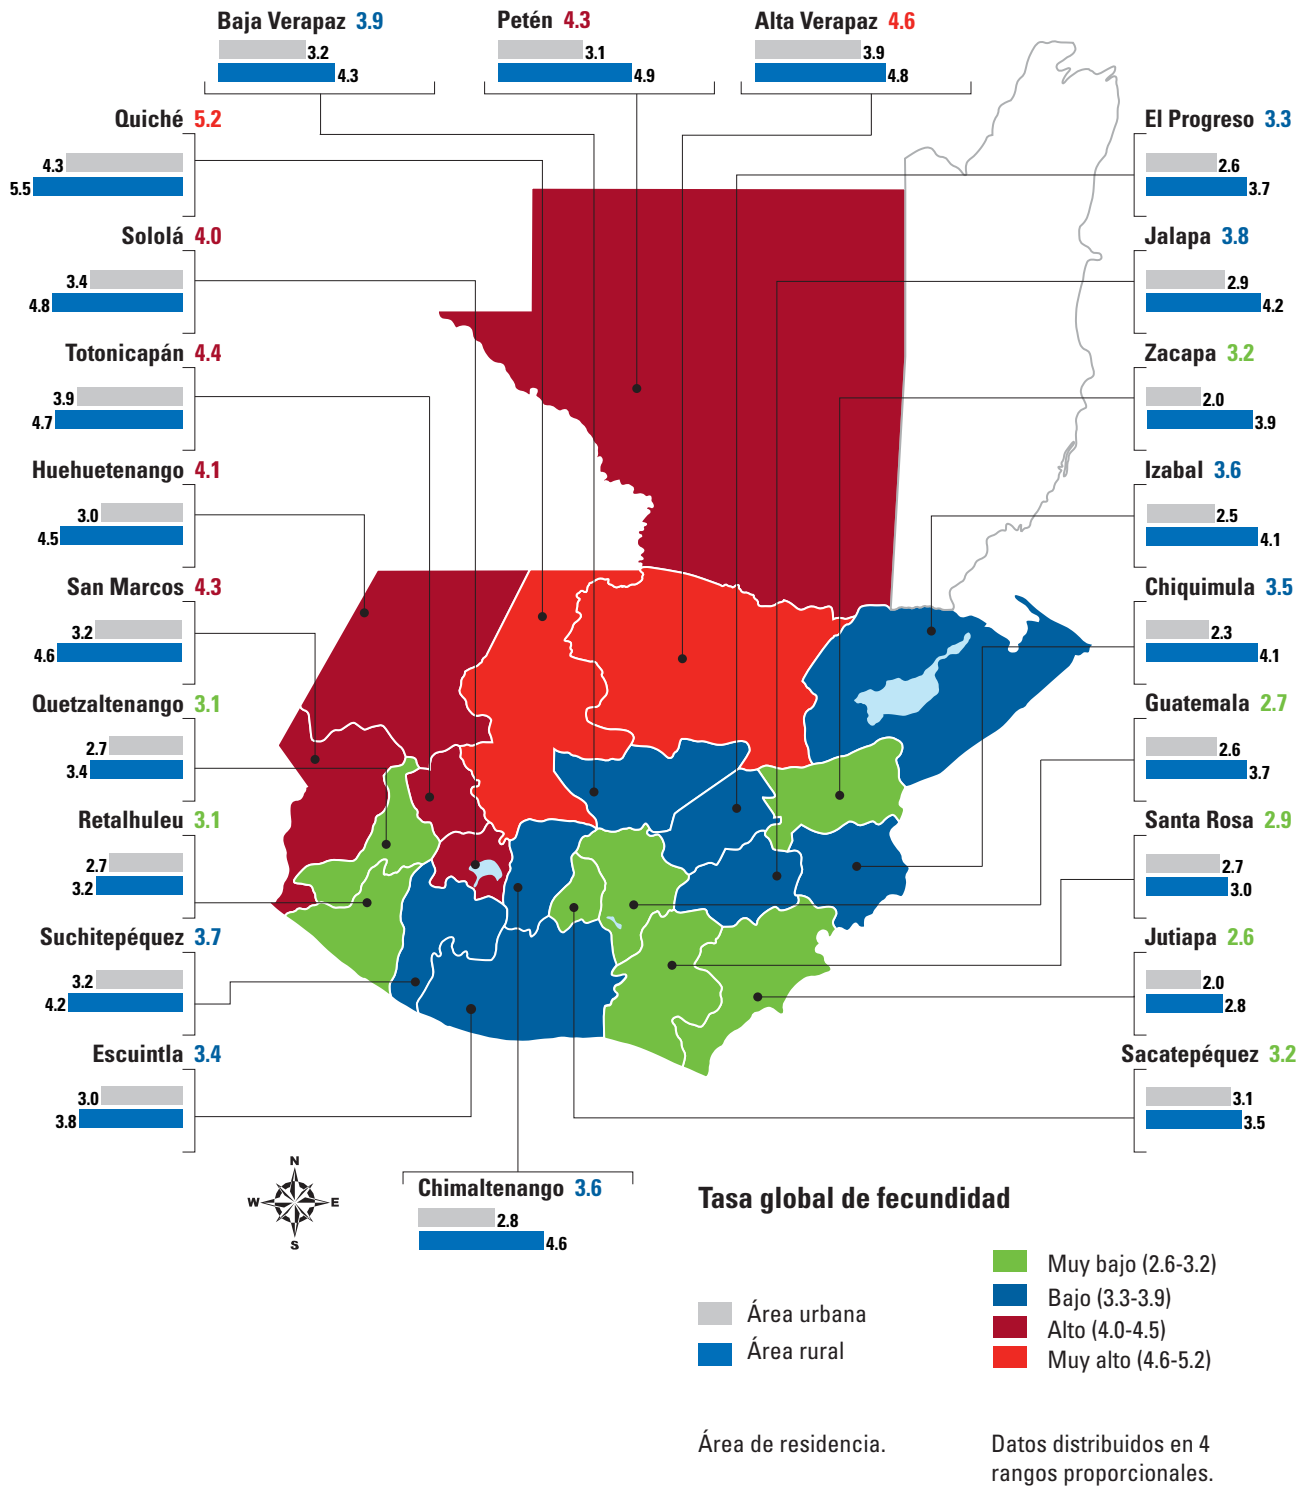 Baja Verapaz 3.9
3.2
4.3
Petén 4.3
3.1
4.9
Alta Verapaz 4.6
3.9
4.8
Quiché 5.2
4.3
5.5
Sololá 4.0
3.4
4.8
Totonicapán 4.4
3.9
4.7
Huehuetenango 4.1
3.0
4.5
San Marcos 4.3
3.2
4.6
Quetzaltenango 3.1
2.7
3.4
Retalhuleu 3.1
2.7
3.2
Suchitepéquez 3.7
3.2
4.2
Escuintla 3.4
3.0
3.8
El Progreso 3.3
2.6
3.7
Jalapa 3.8
2.9
4.2
Zacapa 3.2
2.0
3.9
Izabal 3.6
2.5
4.1
Chiquimula 3.5
2.3
4.1
Guatemala 2.7
2.6
3.7
Santa Rosa 2.9
2.7
3.0
Jutiapa 2.6
2.0
2.8
Sacatepéquez 3.2
3.1
3.5
N
W
E
S
Chimaltenango 3.6
2.8
4.6
Tasa global de fecundidad
Área urbana
Área rural
Muy bajo (2.6-3.2)
Bajo (3.3-3.9)
Alto (4.0-4.5)
Muy alto (4.6-5.2)
Área de residencia.
Datos distribuidos en 4
rangos proporcionales.